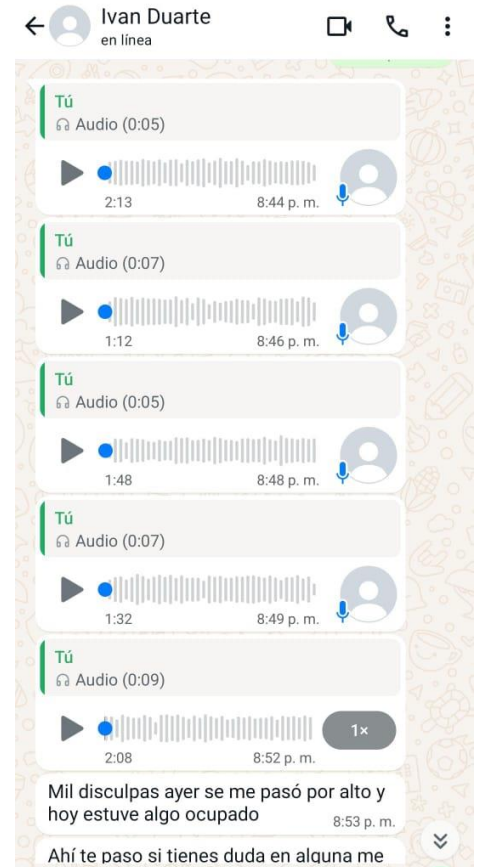 Ivan Duarte
en línea
Tú
Audio (0:05)
2:13 8:44 p. m.
Tú
Audio (0:07)
1:12 8:46 p. m.
Tú
Audio (0:05)
1:48 8:48 p. m.
Tú
Audio (0:07)
1:32 8:49 p. m.
Tú
Audio (0:09)
1×
2:08 8:52 p. m.
Mil disculpas ayer se me pasó por alto y
hoy estuve algo ocupado 8:53 p. m.
Ahí te paso si tienes duda en alguna me